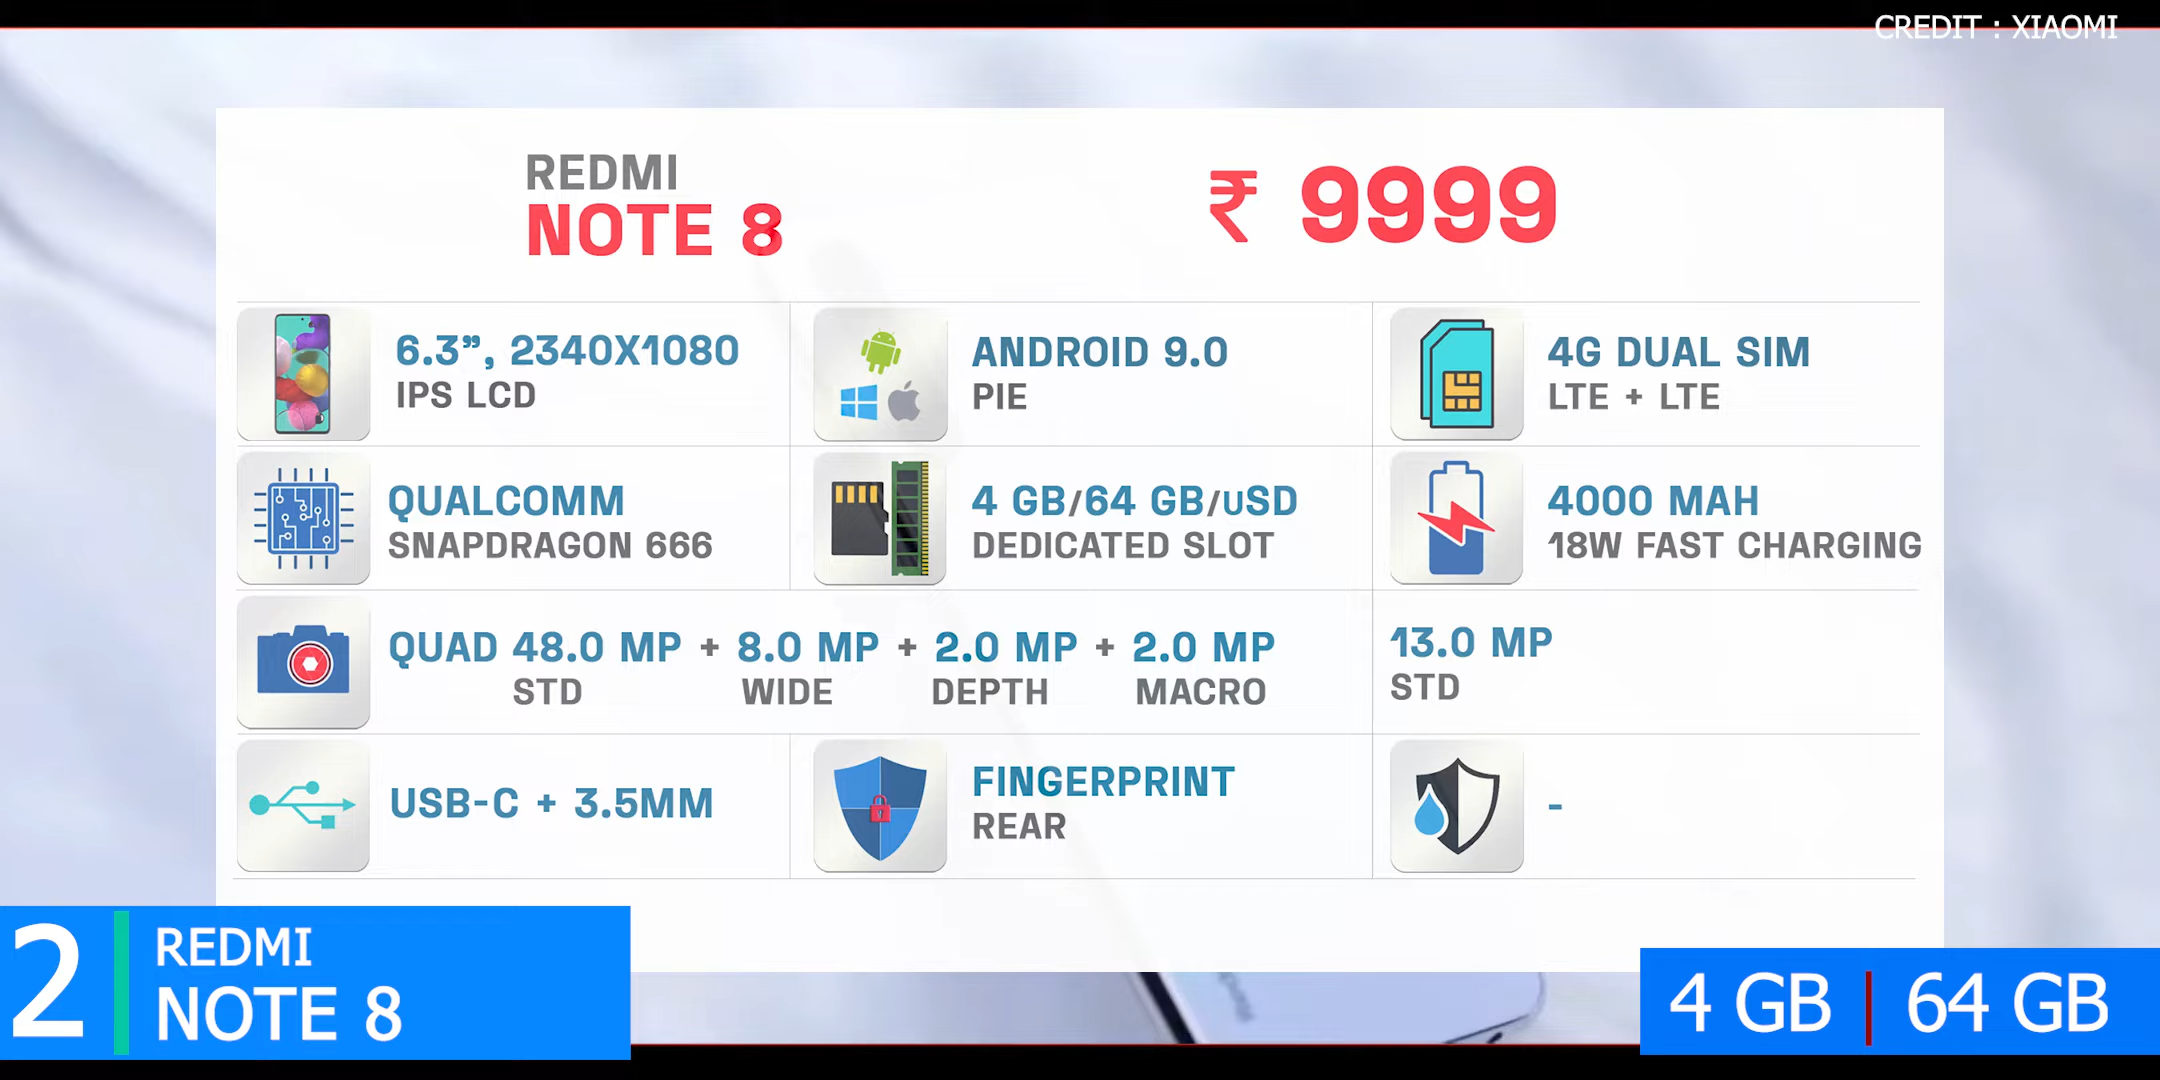 CREDIT : XIAOMI
REDMI
NOTE 8
₹ 9999
6.3”, 2340X1080
IPS LCD
ANDROID 9.0
PIE
4G DUAL SIM
LTE + LTE
QUALCOMM
SNAPDRAGON 666
4 GB/64 GB/uSD
DEDICATED SLOT
4000 MAH
18W FAST CHARGING
QUAD 48.0 MP + 8.0 MP + 2.0 MP + 2.0 MP
STD WIDE DEPTH MACRO
13.0 MP
STD
USB-C + 3.5MM
FINGERPRINT
REAR
-
2
REDMI
NOTE 8
4 GB | 64 GB